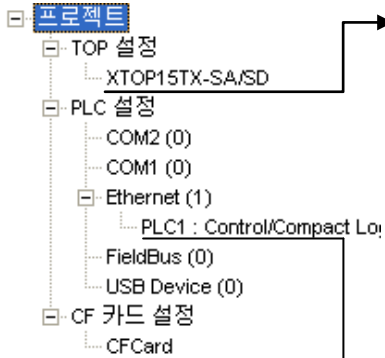 프로젝트
TOP 설정
XTOP15TX-SA/SD
PLC 설정
COM2 (0)
COM1 (0)
Ethernet (1)
PLC1 : Control/Compact
FieldBus (0)
USB Device (0)
CF 카드 설정
CFCard